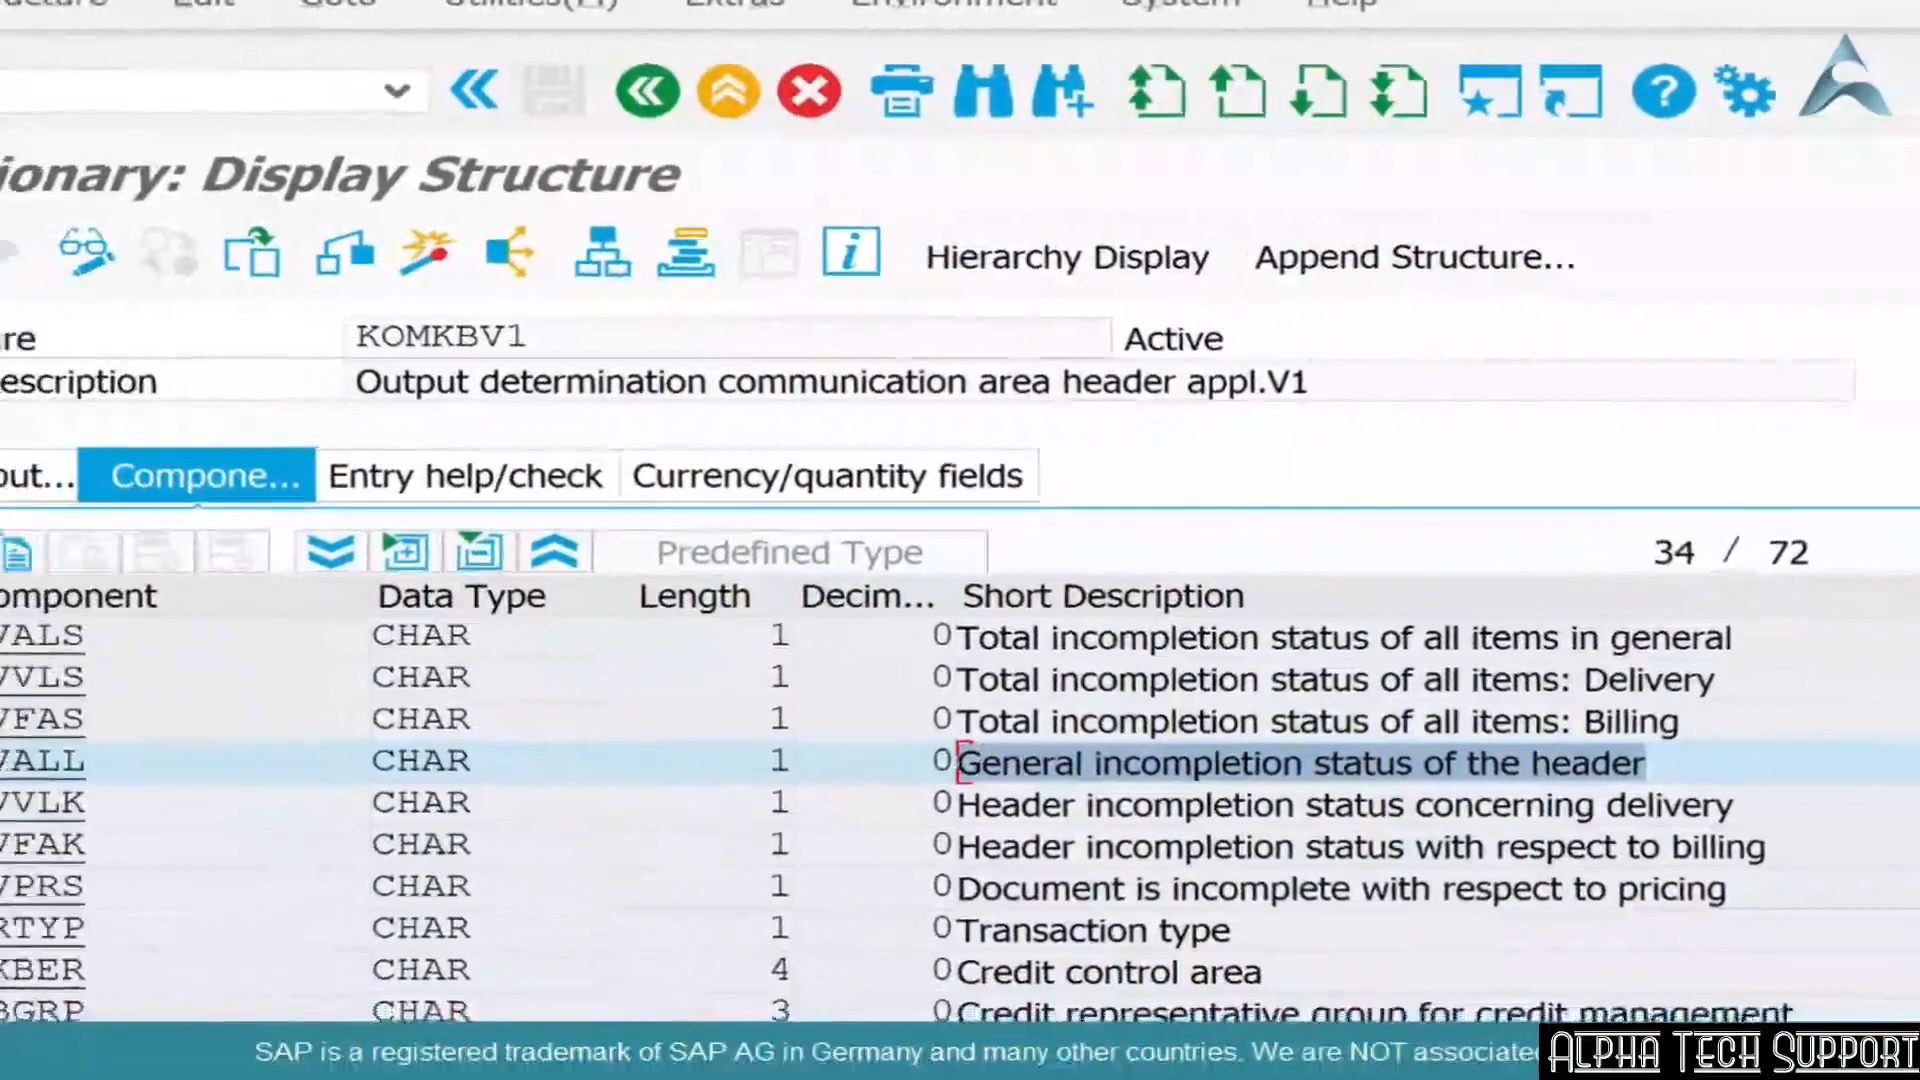 Extras
System
Help
ionary: Display Structure
Hierarchy Display Append Structure...
re KOMKBV1 Active
escription Output determination communication area header appl.V1
out... Compone... Entry help/check Currency/quantity fields
Predefined Type 34 / 72
omponent Data Type Length Decim... Short Description
VALS CHAR 1 0 Total incompletion status of all items in general
VVLS CHAR 1 0 Total incompletion status of all items: Delivery
VFAS CHAR 1 0 Total incompletion status of all items: Billing
VALL CHAR 1 0 General incompletion status of the header
VVLK CHAR 1 0 Header incompletion status concerning delivery
VFAK CHAR 1 0 Header incompletion status with respect to billing
VPRS CHAR 1 0 Document is incomplete with respect to pricing
RTYP CHAR 1 0 Transaction type
KBER CHAR 4 0 Credit control area
BGRP CHAR 3 0 Credit representative group for credit management
SAP is a registered trademark of SAP AG in Germany and many other countries. We are NOT associate
ALPHA TECH SUPPORT